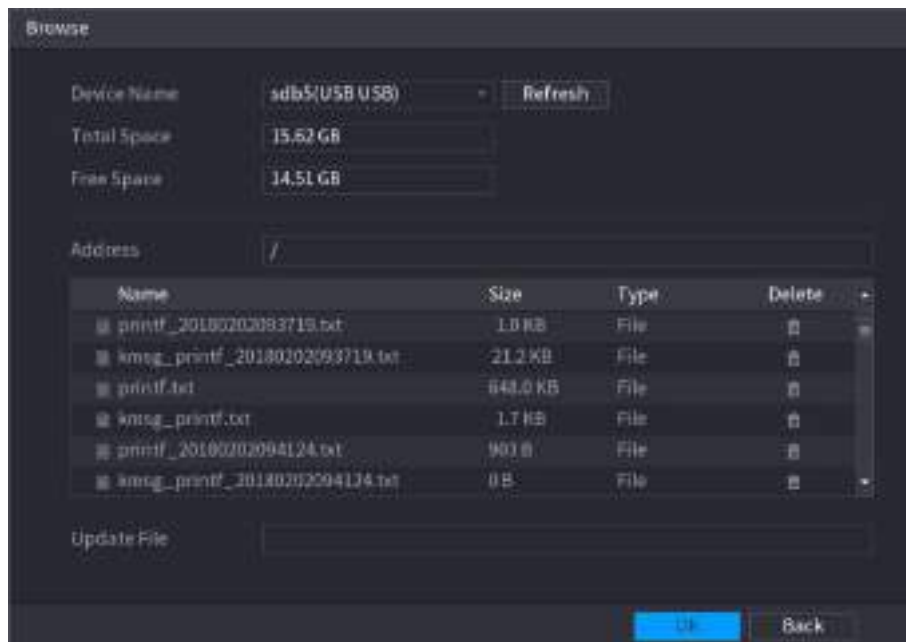 Browse
Device Name sdb5(USB USB) Refresh
Total Space 15.62 GB
Free Space 14.51 GB
Address /
Name Size Type Delete
printf_20180202093719.txt 1.0 KB File
kmsg_printf_20180202093719.txt 21.2 KB File
printf.txt 648.0 KB File
kmsg_printf.txt 1.7 KB File
printf_20180202094124.txt 903 B File
kmsg_printf_20180202094124.txt 0 B File
Update File
OK Back